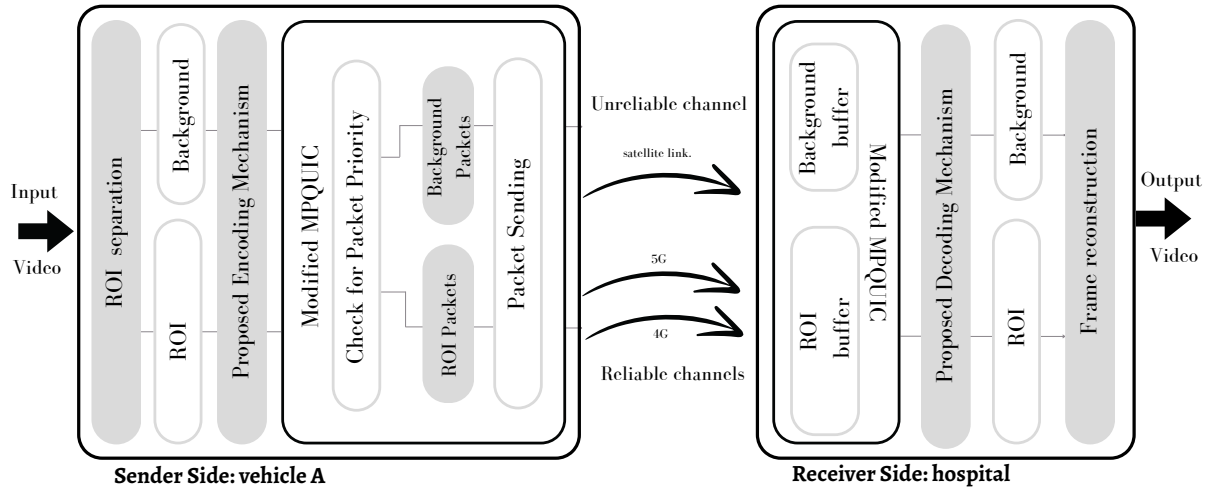 Input
Video
ROI separation
Background
ROI
Proposed Encoding Mechanism
Modified MPQUIC
Check for Packet Priority
Background
Packets
ROI Packets
Packet Sending
Unreliable channel
satellite link.
5G
4G
Reliable channels
Background
buffer
ROI
buffer
Modified MPQUIC
Proposed Decoding Mechanism
Background
ROI
Frame reconstruction
Output
Video
Sender Side: vehicle A
Receiver Side: hospital